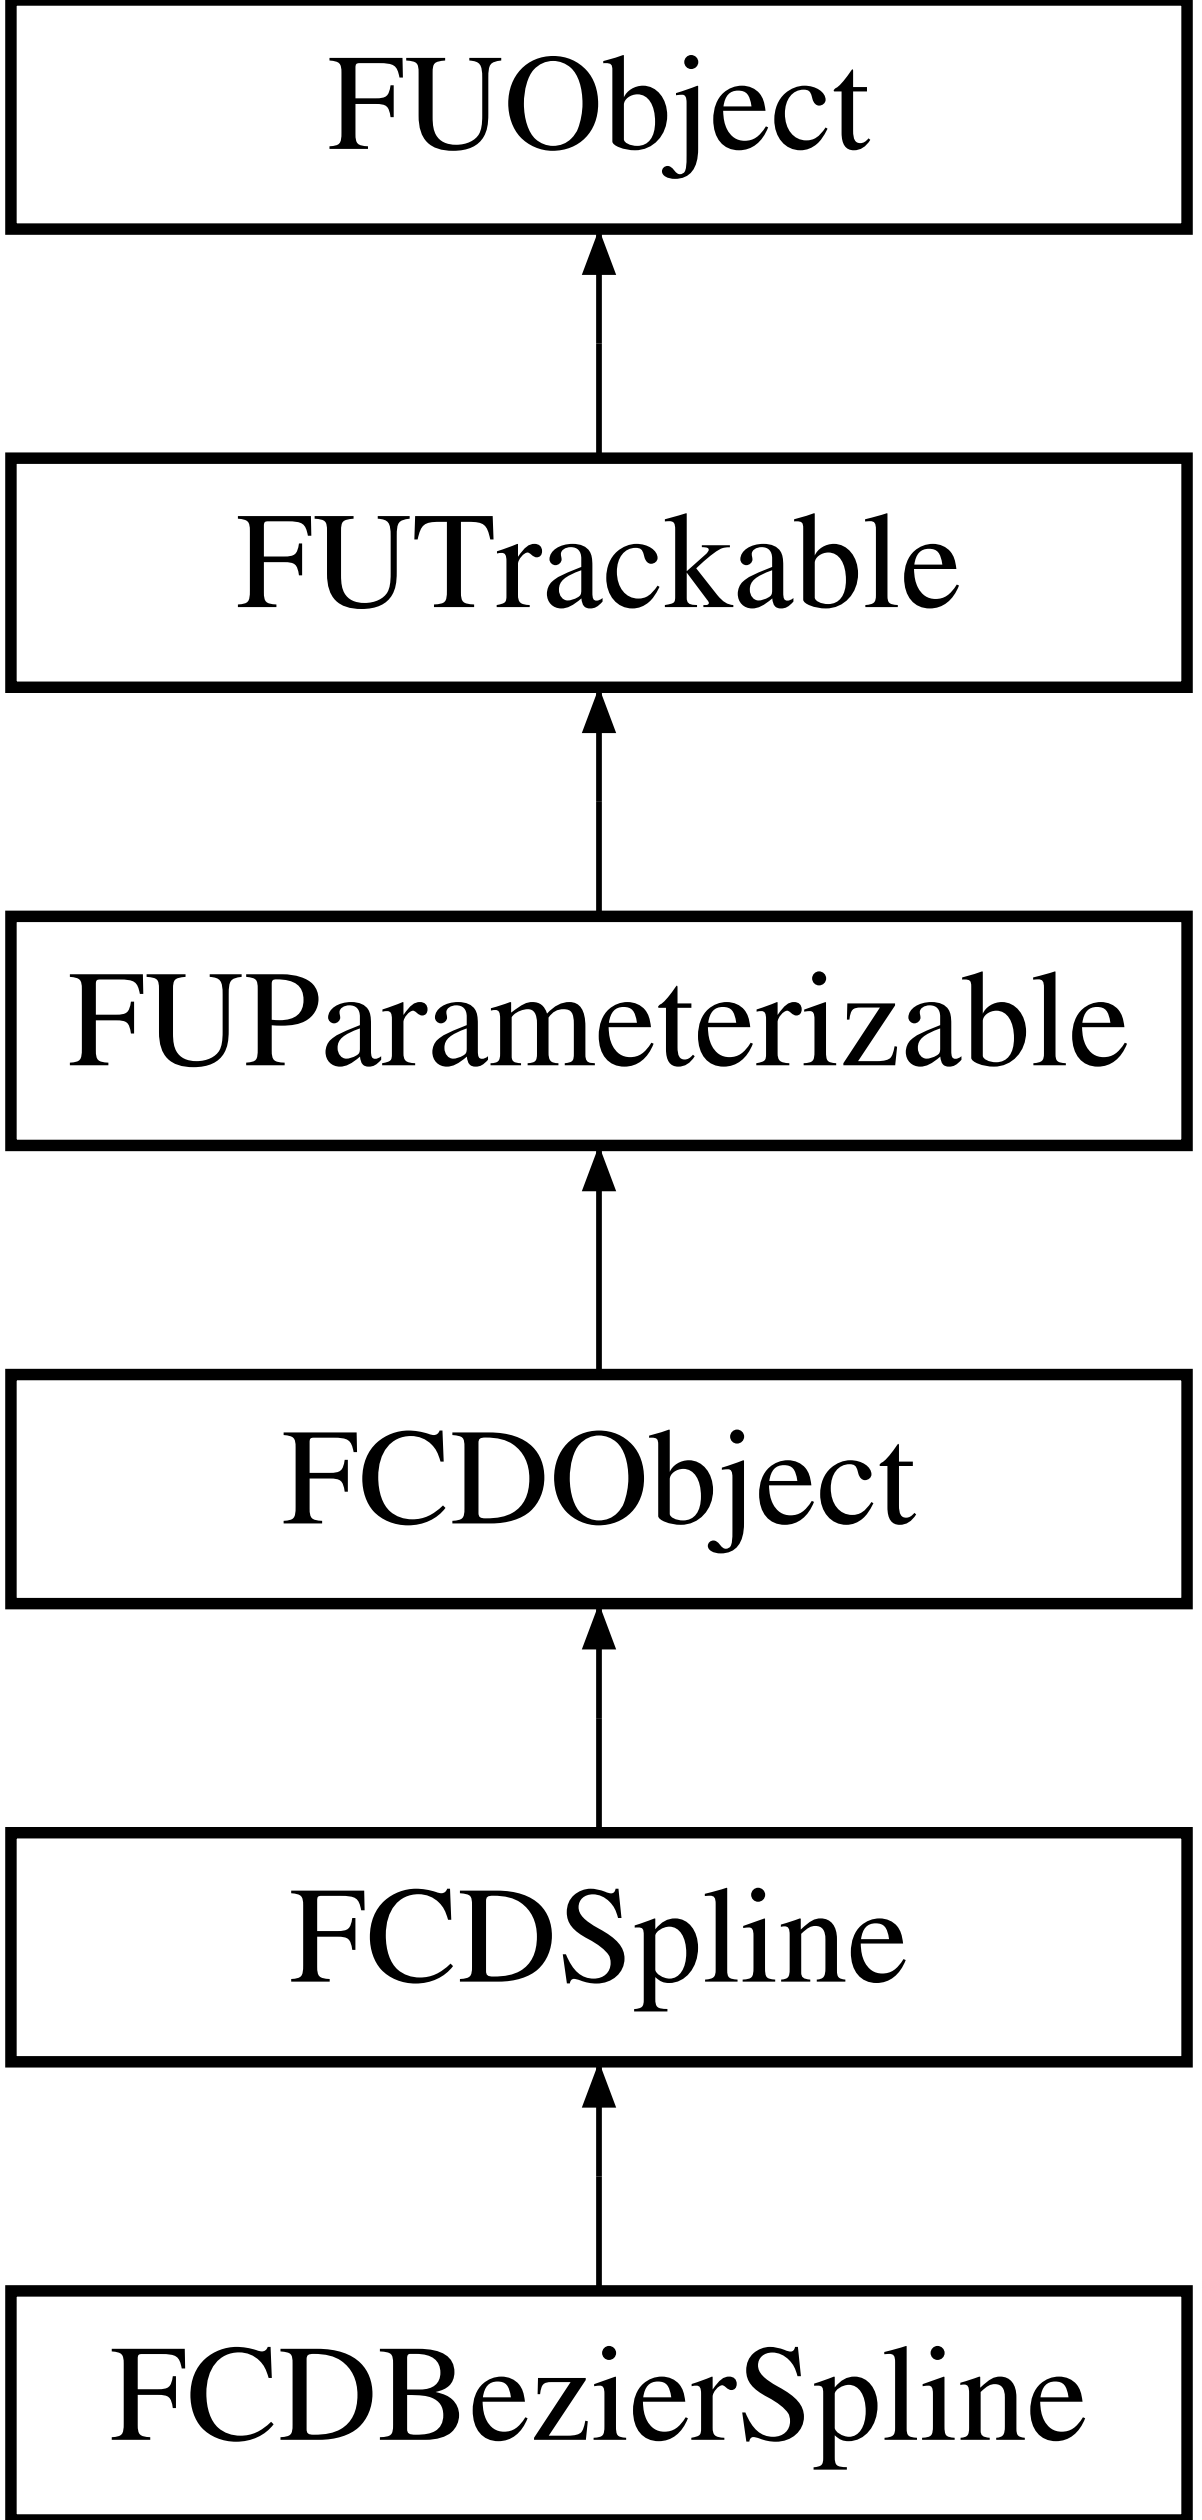 FUObject
FUTrackable
FUParameterizable
FCDObject
FCDSpline
FCDBezierSpline